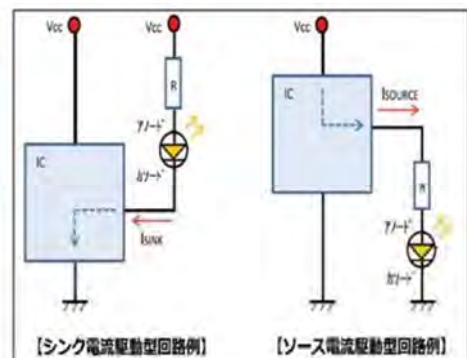 Vcc
Vcc
R
アノード
カソード
IC
ISINK
【シンク電流駆動型回路例】
Vcc
IC
ISOURCE
R
アノード
カソード
【ソース電流駆動型回路例】